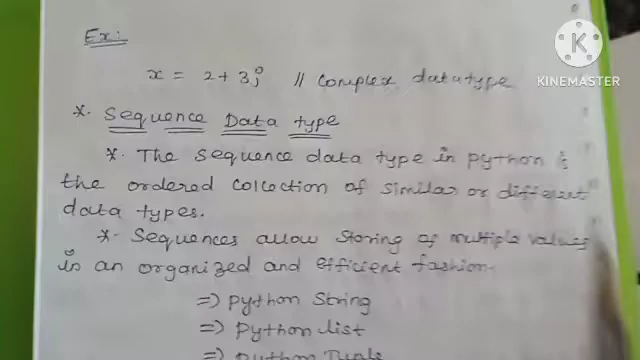 Ex:
x = 2 + 3j // Complex datatype
KINEMASTER
*. Sequence Data type
*. The sequence data type in python is
the ordered collection of similar or different
data types.
*. Sequences allow storing of multiple values
in an organized and efficient fashion.
=> python String
=> python list
=> python Tuple